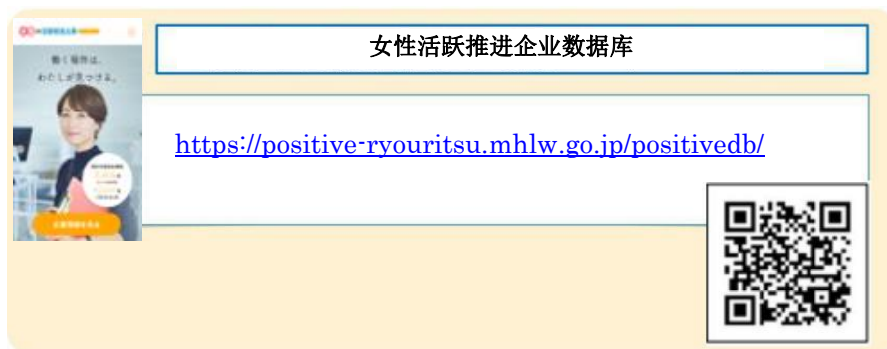 女性活跃推进企业数据库
働く場所は、
わたしが見つける。
https://positive-ryouritsu.mhlw.go.jp/positivedb/